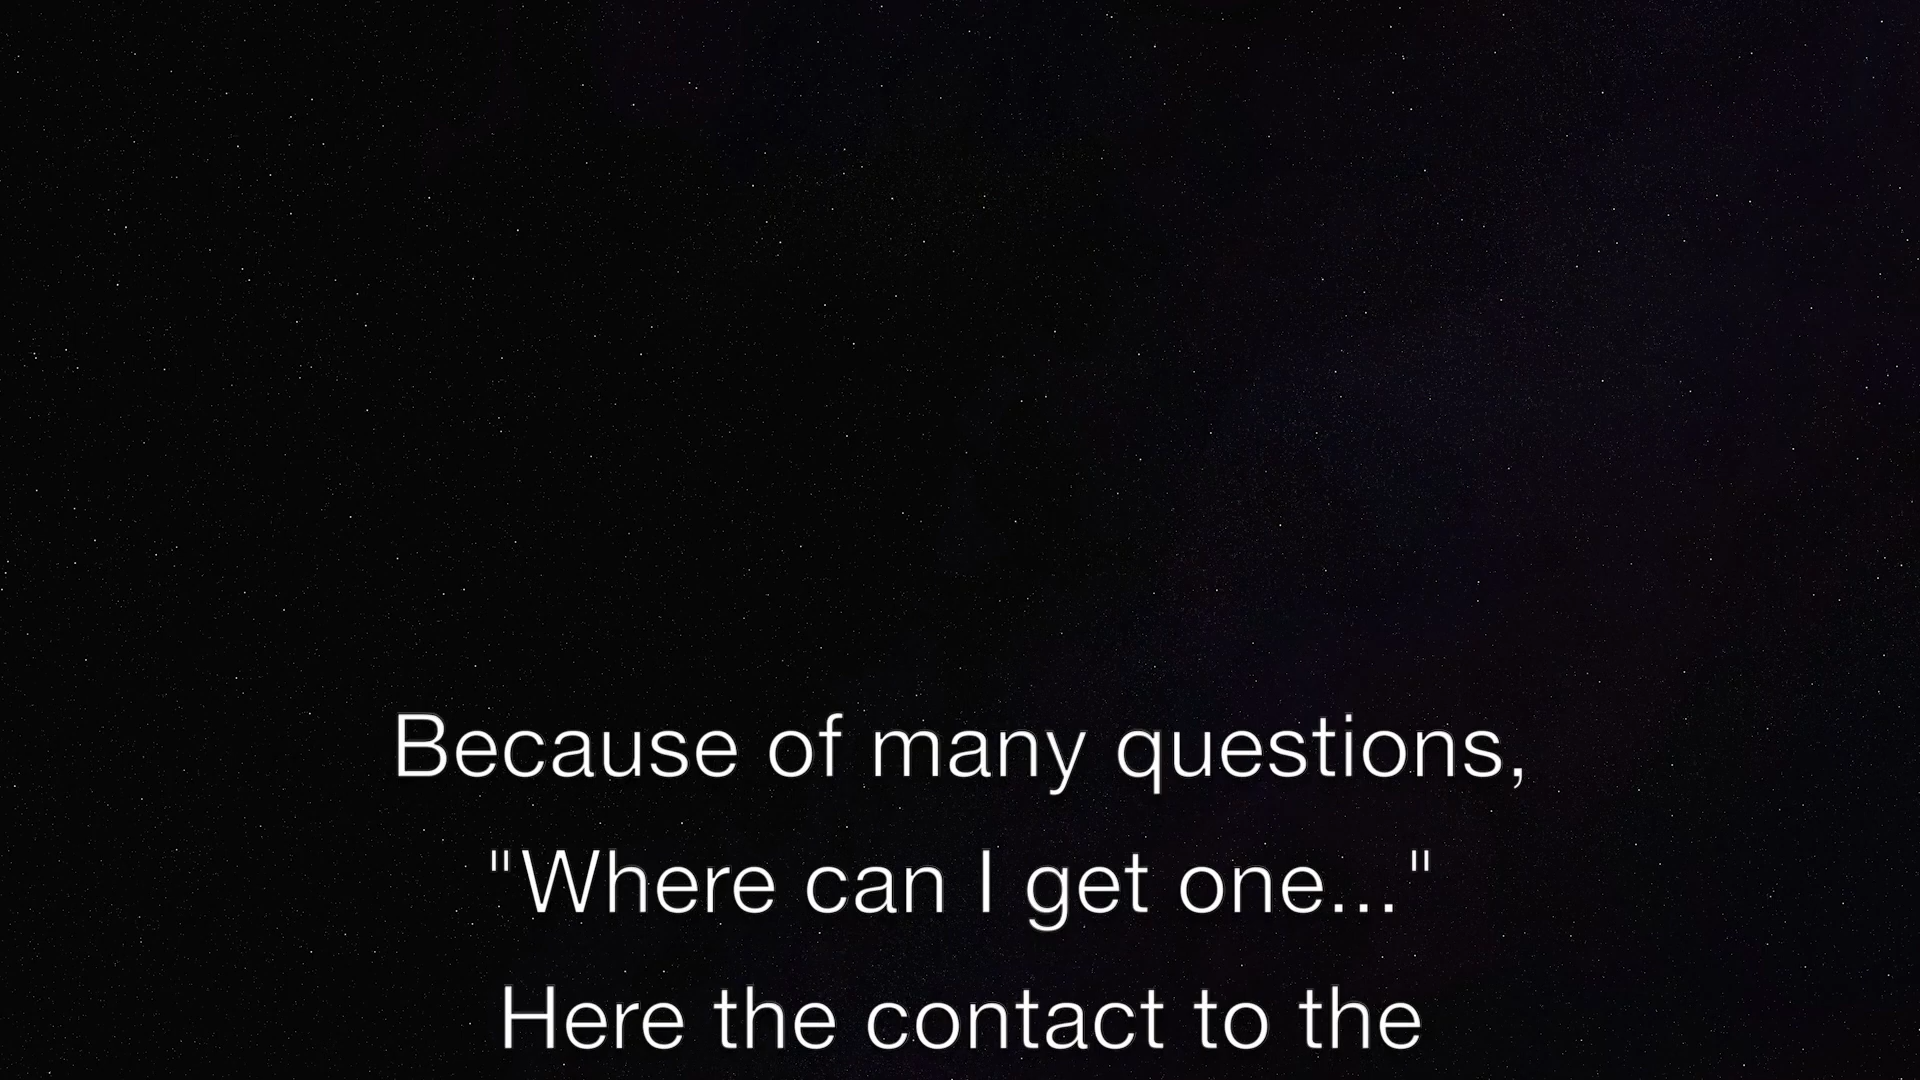 Because of many questions,
"Where can I get one..."
Here the contact to the